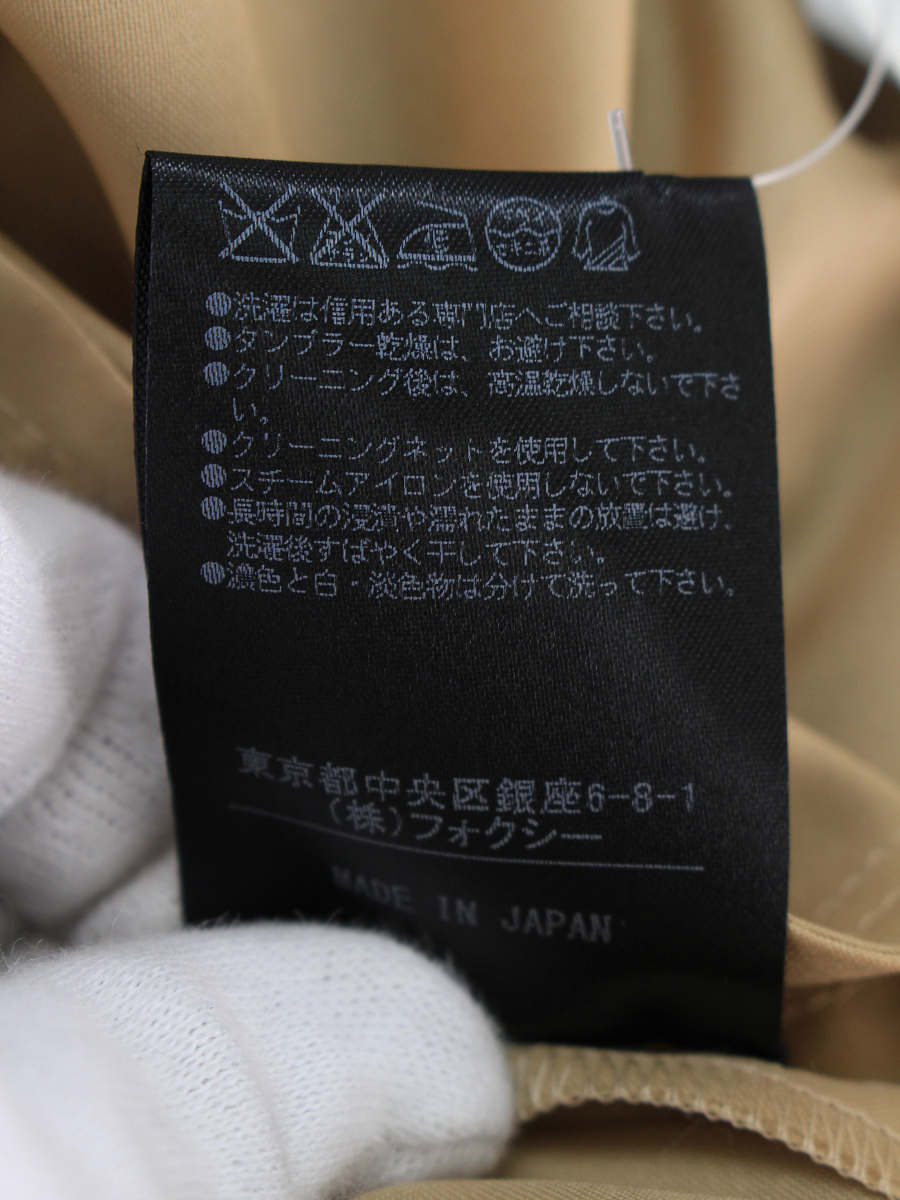 ●洗濯は信用ある専門店へご相談下さい。
●タンブラー乾燥は、お避け下さい。
●クリーニング後は、高温乾燥しないで下さ
い。
●クリーニングネットを使用して下さい。
●スチームアイロンを使用しないで下さい。
●長時間の浸漬や濡れたままの放置は避け、
洗濯後すばやく干して下さい。
●濃色と白・淡色物は分けて洗って下さい。
東京都中央区銀座6-8-1
(株)フォクシー
MADE IN JAPAN